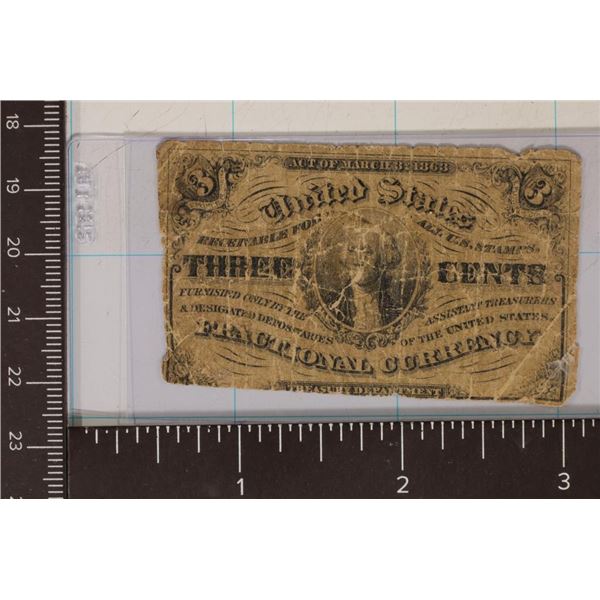 ACT OF MARCH 3. 1863
3 3
United States
RECEIVABLE FOR ALL U.S. STAMPS.
THREE CENTS
FURNISHED ONLY BY THE ASSISTANT TREASURERS
& DESIGNATED DEPOSITARIES OF THE UNITED STATES.
FRACTIONAL CURRENCY
TREASURY DEPARTMENT
18
19
20
21
22
23
1 2 3